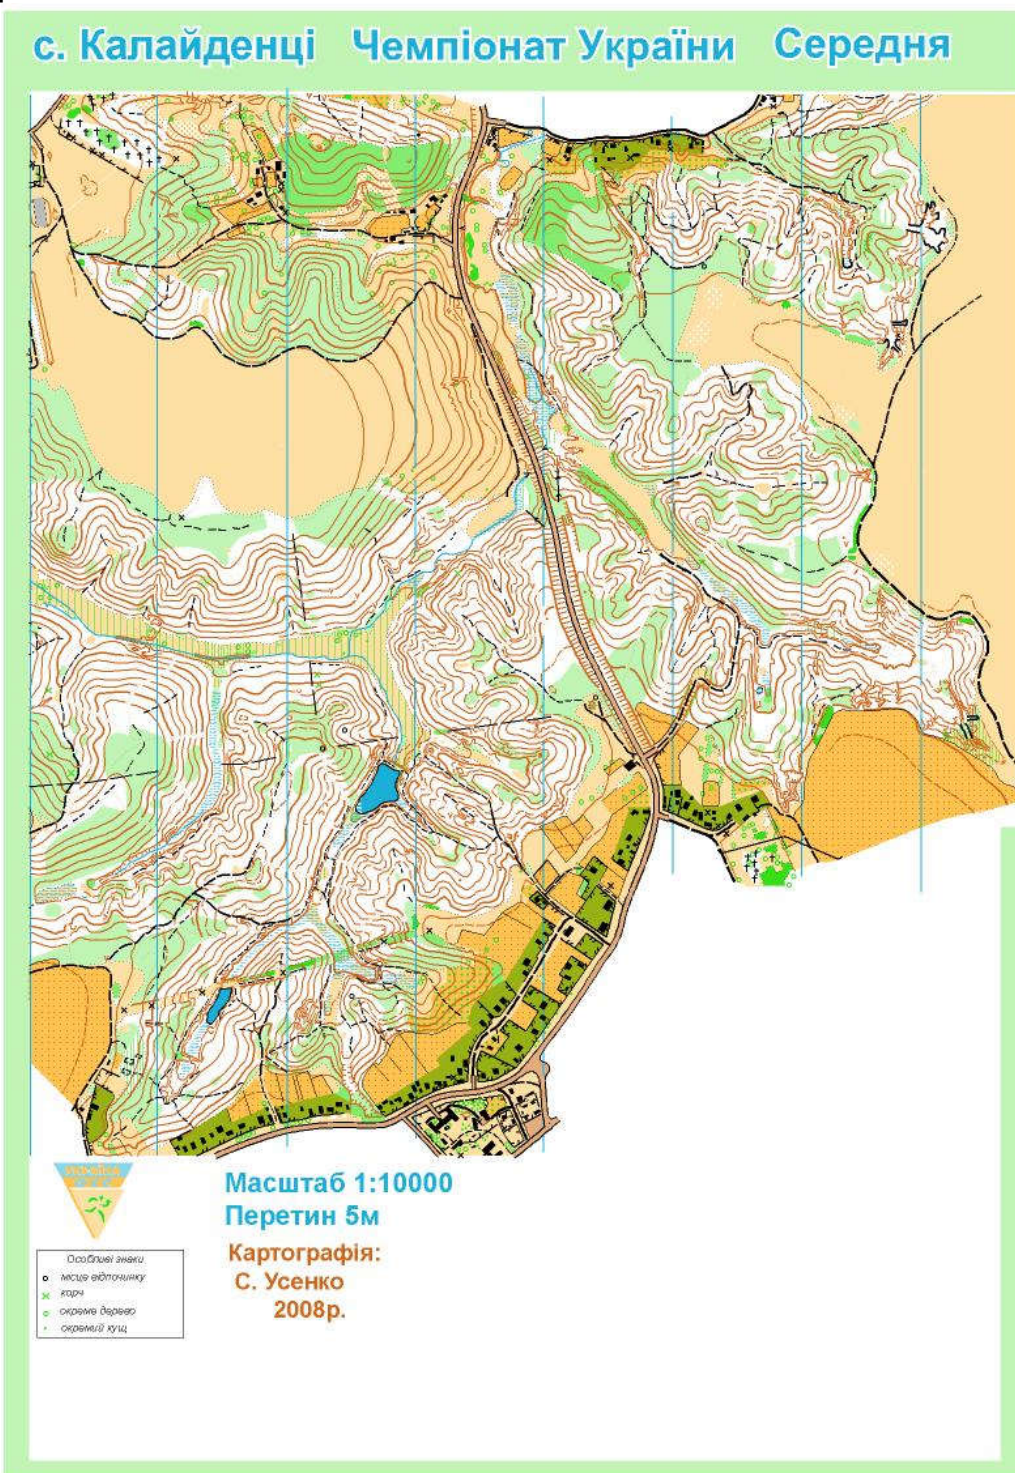 с. Калайденці Чемпіонат України Середня
УКРАЇНА
Масштаб 1:10000
Перетин 5м
Картографія:
С. Усенко
2008р.
Особливі знаки
місце відпочинку
корч
окреме дерево
окремий кущ